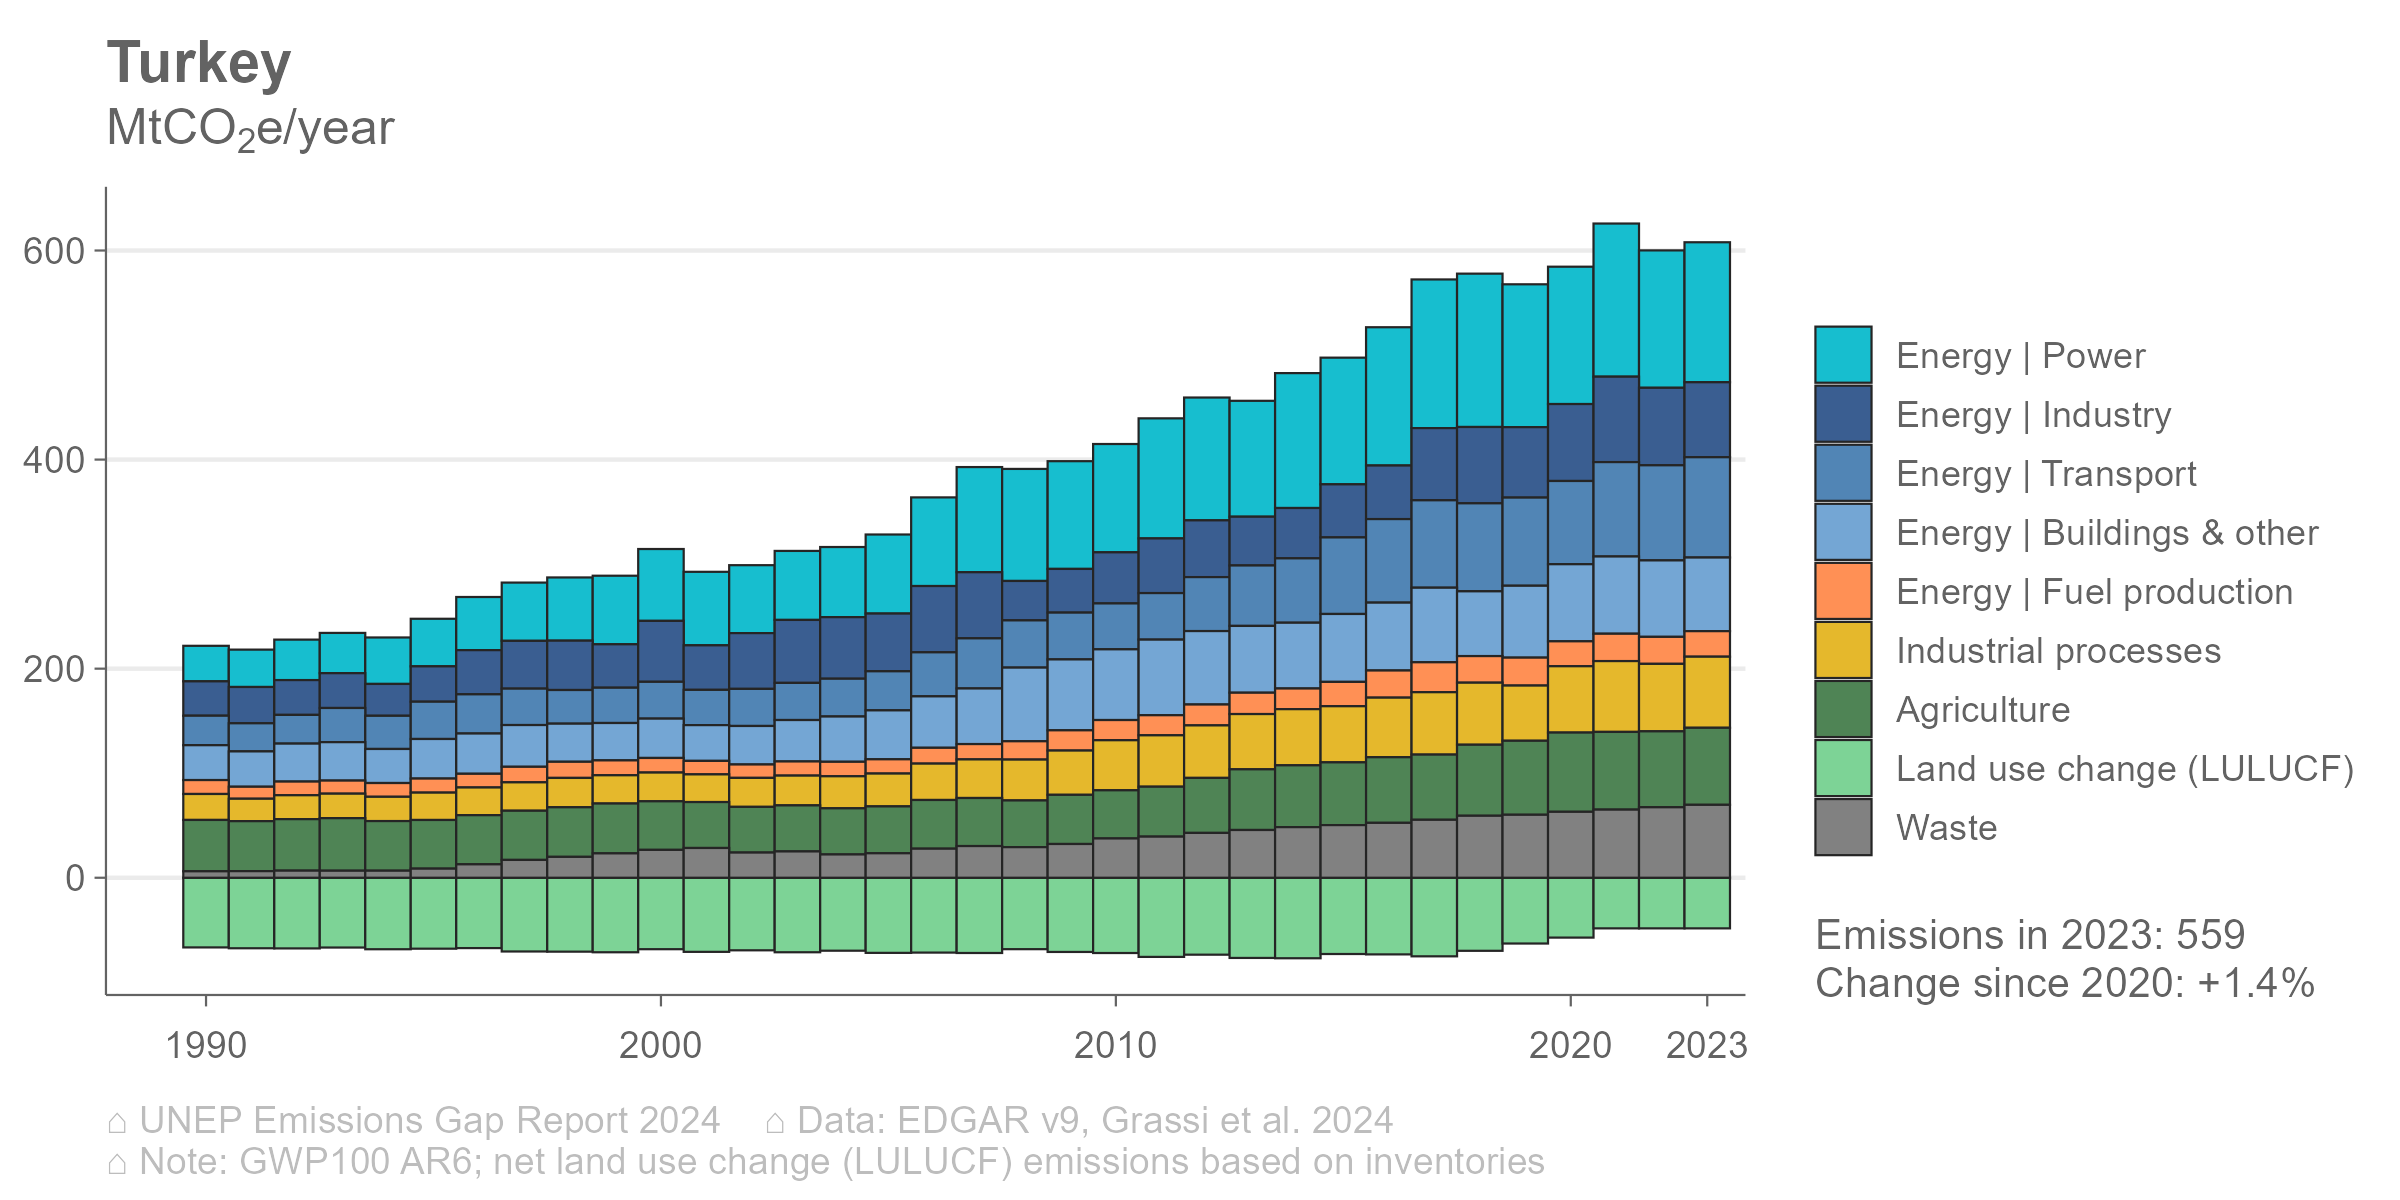 Turkey
MtCO₂e/year
600
400
200
0
1990 2000 2010 2020 2023
Energy | Power
Energy | Industry
Energy | Transport
Energy | Buildings & other
Energy | Fuel production
Industrial processes
Agriculture
Land use change (LULUCF)
Waste
Emissions in 2023: 559
Change since 2020: +1.4%
⌂ UNEP Emissions Gap Report 2024 ⌂ Data: EDGAR v9, Grassi et al. 2024
⌂ Note: GWP100 AR6; net land use change (LULUCF) emissions based on inventories